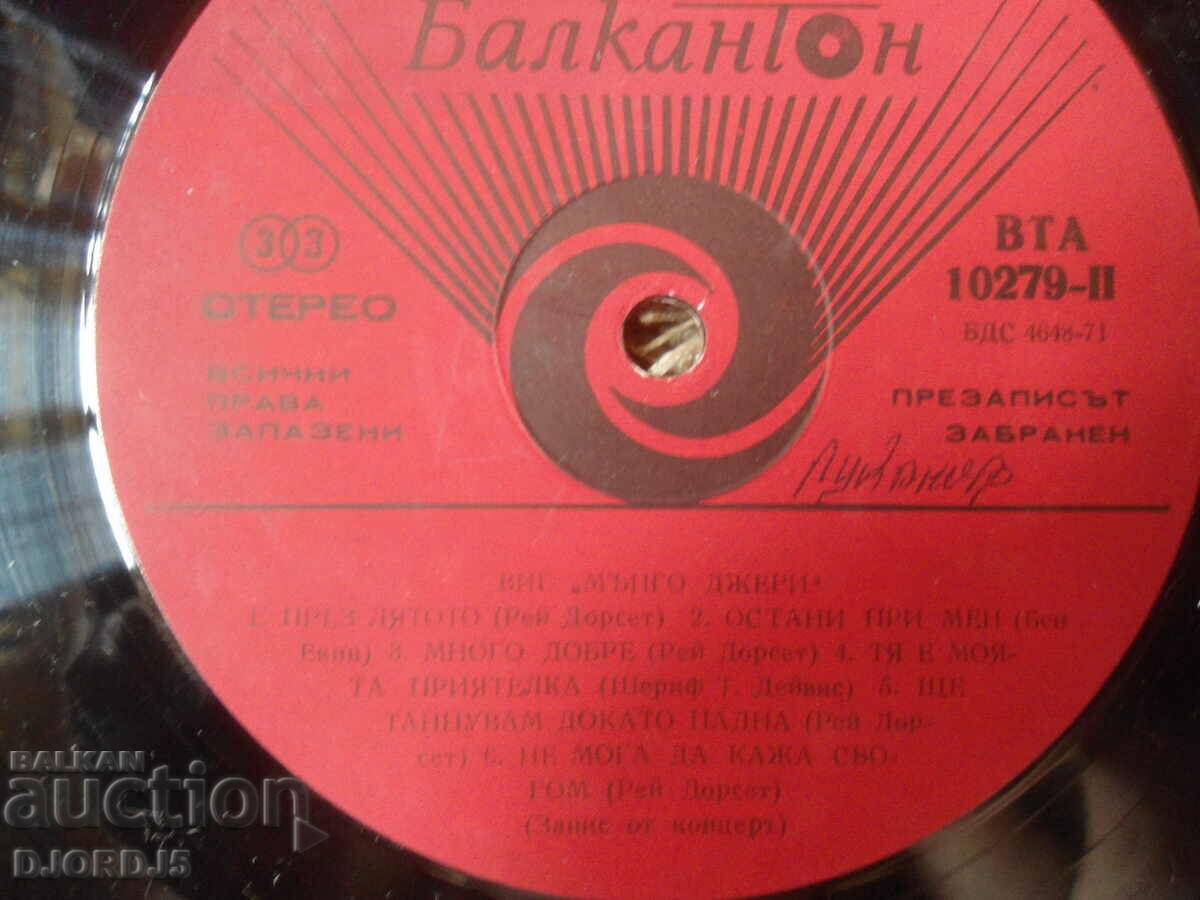 Балкантон
33
СТЕРЕО
ВСИЧКИ
ПРАВА
ЗАПАЗЕНИ
ВТА
10279-II
БДС 4648-71
ПРЕЗАПИСЪТ
ЗАБРАНЕН
ВИГ „МЪНГО ДЖЕРИ“
1. ПРЕЗ ЛЯТОТО (Рей Дорсет) 2. ОСТАНИ ПРИ МЕН (Бен
Кинг) 3. МНОГО ДОБРЕ (Рей Дорсет) 4. ТЯ Е МОЯ-
ТА ПРИЯТЕЛКА (Шериф Т. Дейвис) 5. ЩЕ
ТАНЦУВАМ ДОКАТО ПАДНА (Рей Дор-
сет) 6. НЕ МОГА ДА КАЖА СБО-
ГОМ (Рей Дорсет)
(Запис от концерт)
BALKAN
auction
DJORD_J5